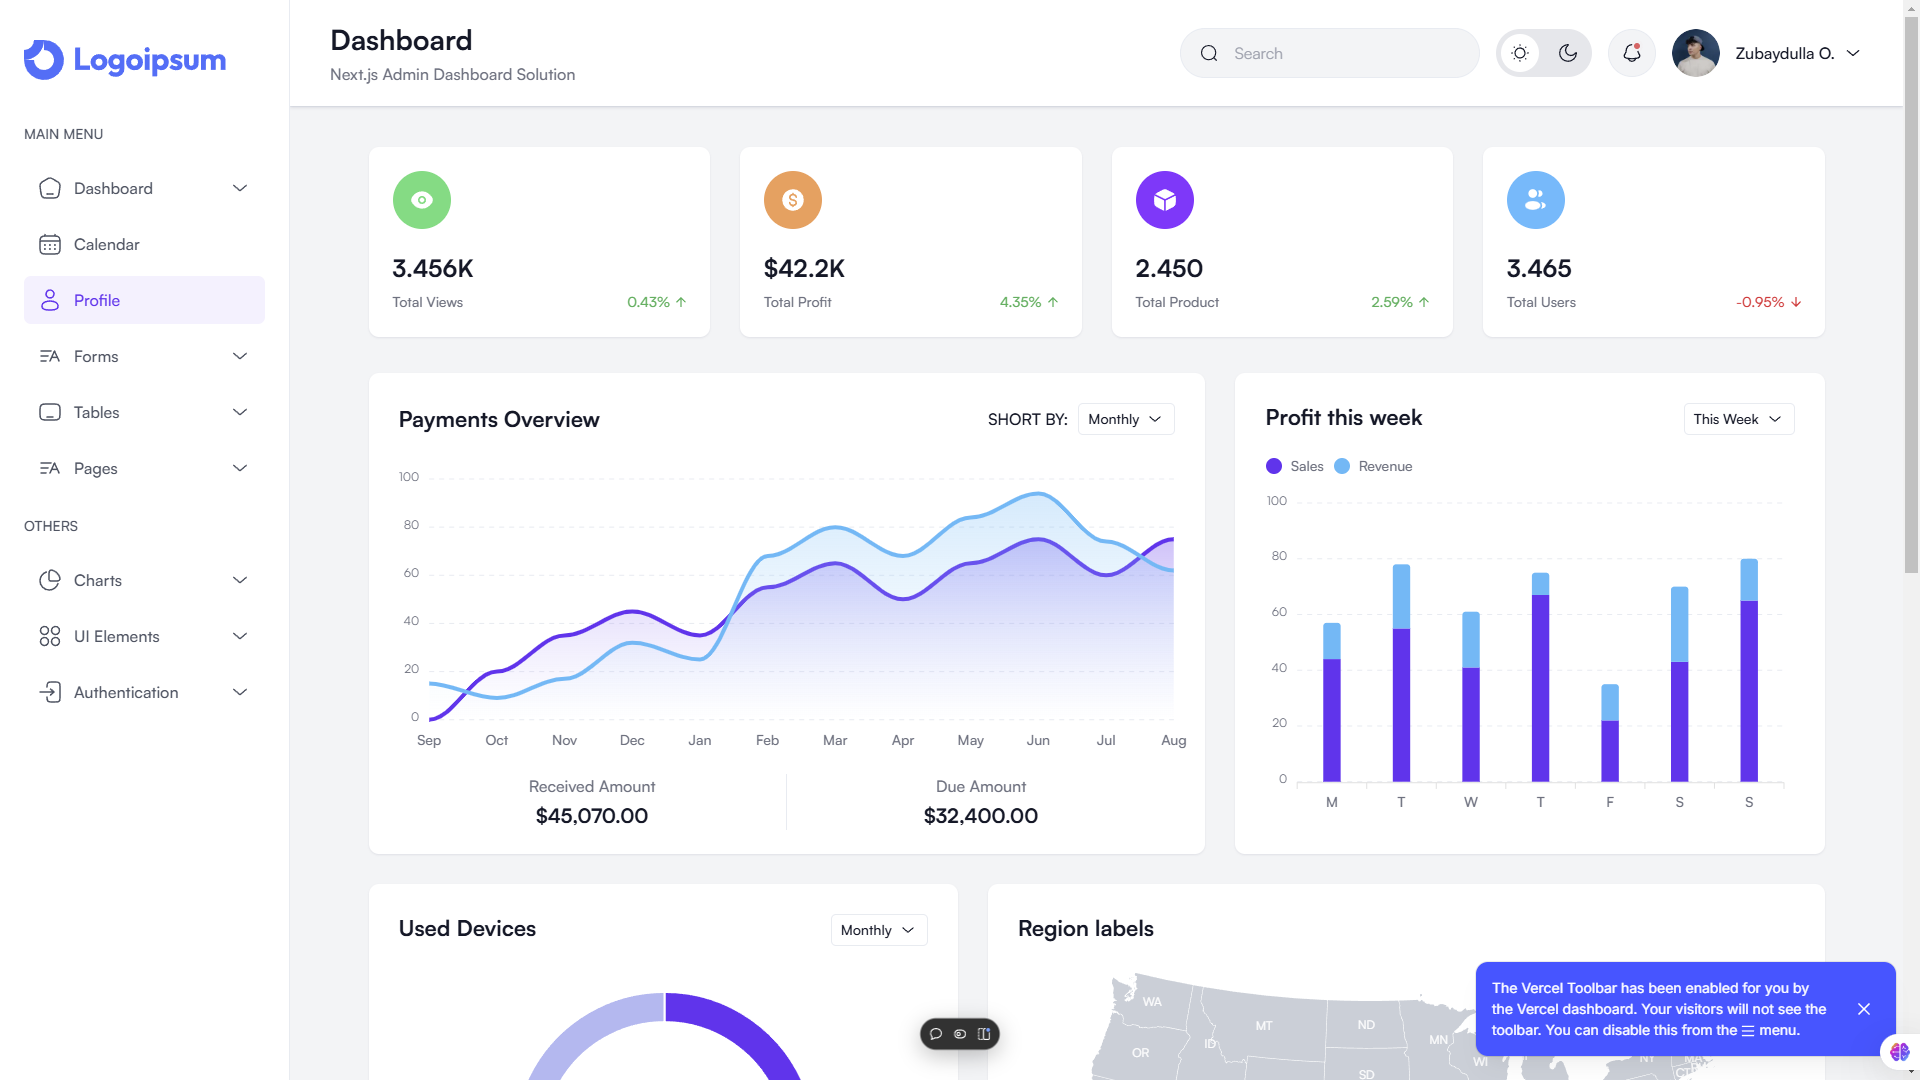 Logoipsum
MAIN MENU
Dashboard
Calendar
Profile
Forms
Tables
Pages
OTHERS
Charts
UI Elements
Authentication
Dashboard
Next.js Admin Dashboard Solution
Search
Zubaydulla O.
3.456K
Total Views
0.43%
$42.2K
Total Profit
4.35%
2.450
Total Product
2.59%
3.465
Total Users
-0.95%
Payments Overview
SHORT BY: Monthly
100
80
60
40
20
0
Sep Oct Nov Dec Jan Feb Mar Apr May Jun Jul Aug
Received Amount
$45,070.00
Due Amount
$32,400.00
Profit this week
This Week
Sales Revenue
100
80
60
40
20
0
M T W T F S S
Used Devices
Monthly
Region labels
WA
MT
ND
MN
ID
OR
WI
SD
NY
MA
CT
The Vercel Toolbar has been enabled for you by
the Vercel dashboard. Your visitors will not see the
toolbar. You can disable this from the ☰ menu.